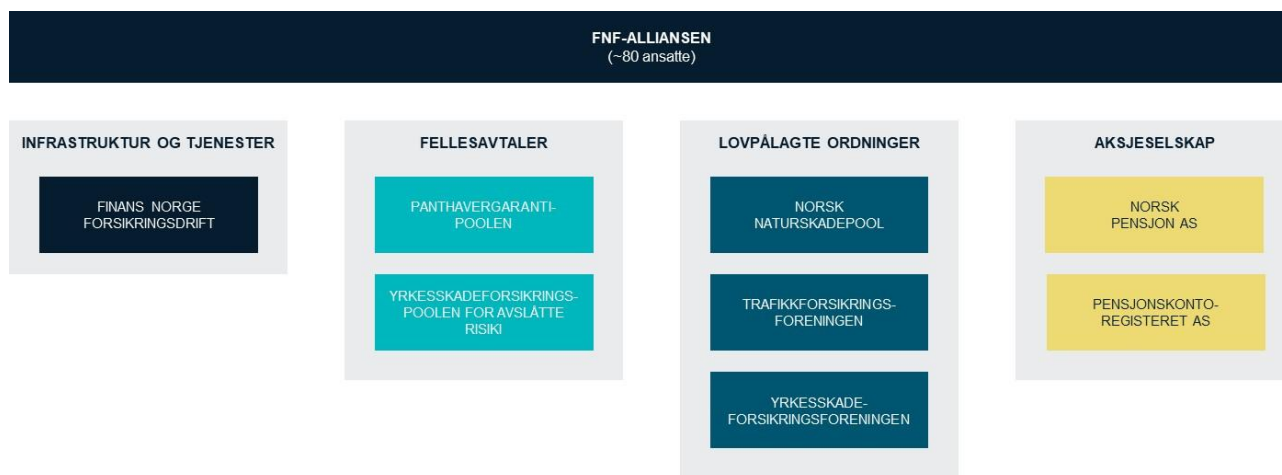 FNF-ALLIANSEN
(~80 ansatte)
INFRASTRUKTUR OG TJENESTER
FINANS NORGE
FORSIKRINGSDRIFT
FELLESAVTALER
PANTHAVERGARANTI-
POOLEN
YRKESSKADEFORSIKRINGS-
POOLEN FOR AVSLÅTTE
RISIKI
LOVPÅLAGTE ORDNINGER
NORSK
NATURSKADEPOOL
TRAFIKKFORSIKRINGS-
FORENINGEN
YRKESSKADE-
FORSIKRINGSFORENINGEN
AKSJESELSKAP
NORSK
PENSJON AS
PENSJONSKONTO-
REGISTERET AS